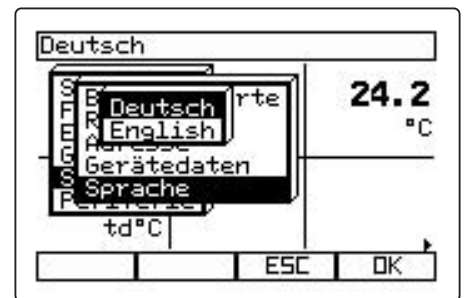 Deutsch
rte
24.2
Deutsch
°C
English
Gerätedaten
Sprache
td°C
ESC
OK